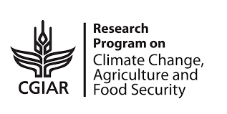 CGIAR
Research
Program on
Climate Change,
Agriculture and
Food Security